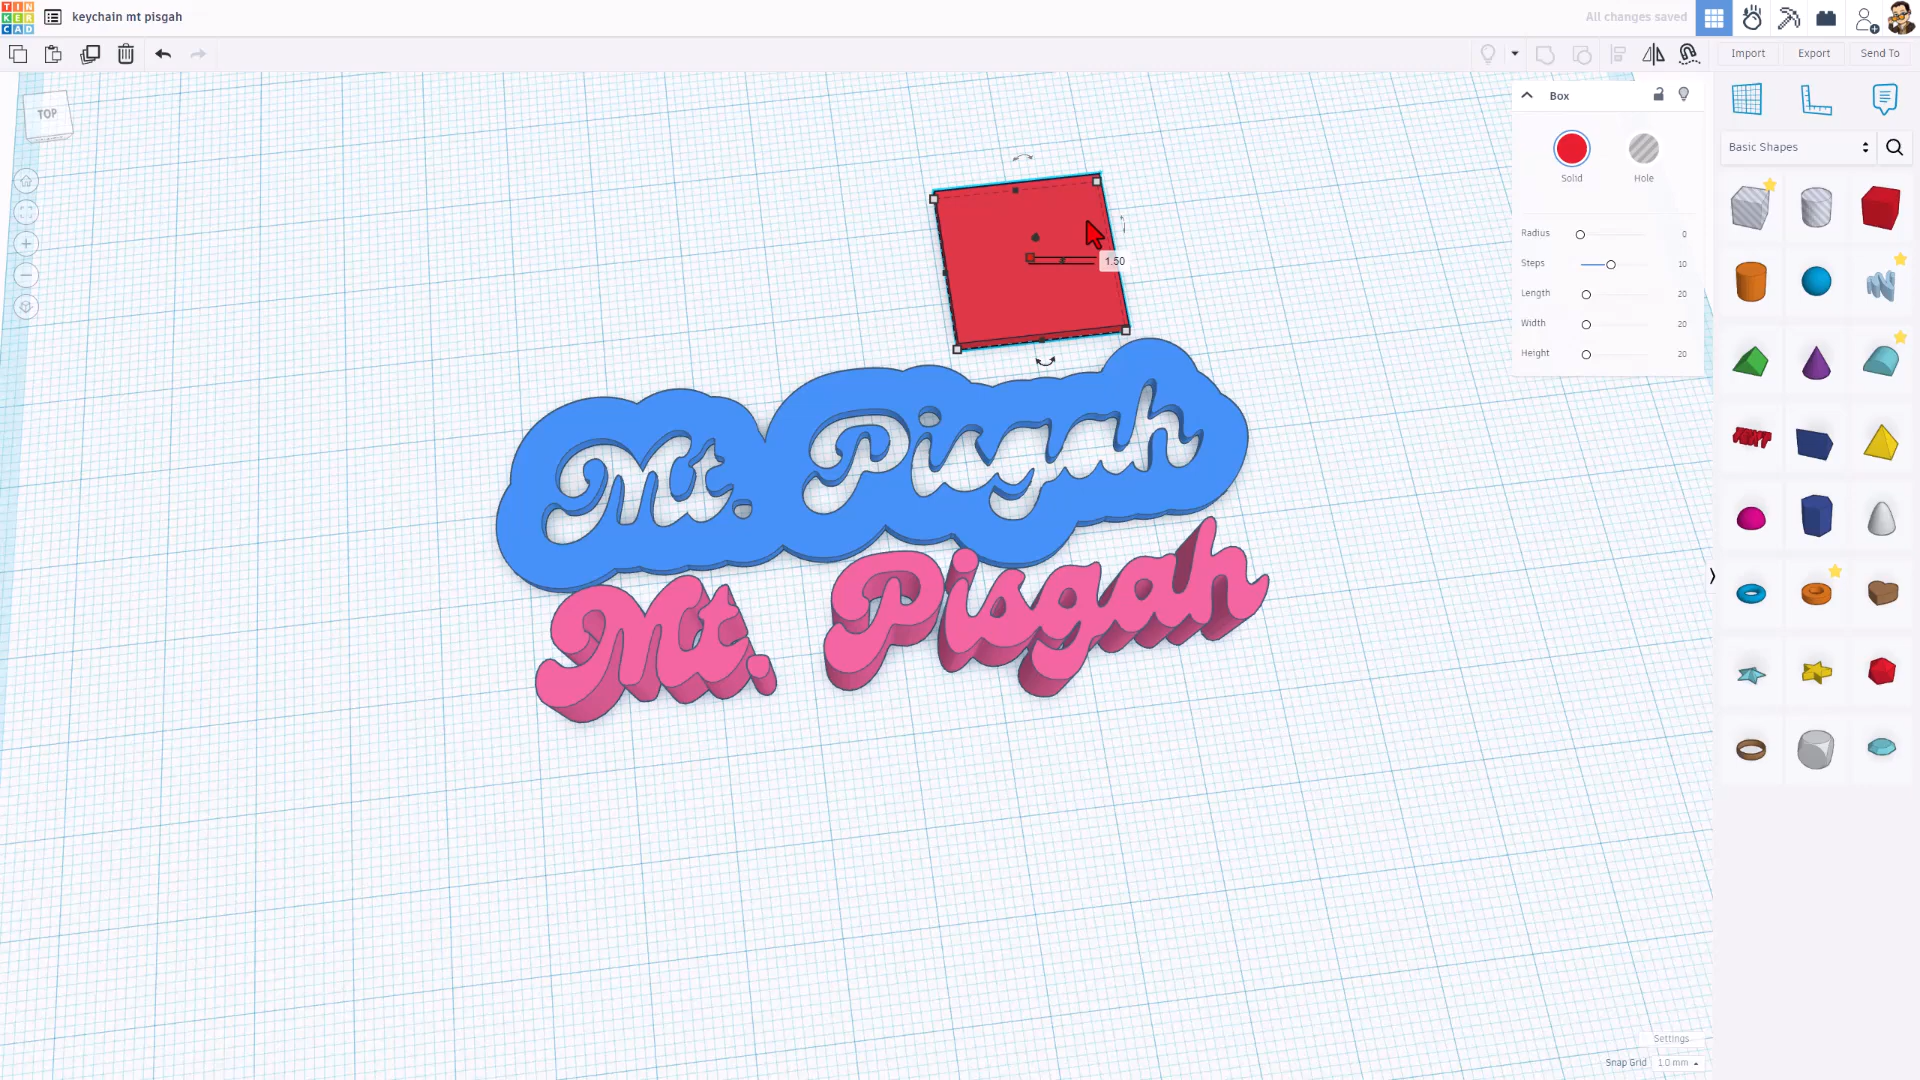 TIN
KER
CAD
keychain mt pisgah
All changes saved
Import
Export
Send To
TOP
Box
Solid
Hole
Radius 0
Steps 10
Length 20
Width 20
Height 20
Basic Shapes
1.50
Mt. Pisgah
Mt. Pisgah
TEXT
Settings
Snap Grid 1.0 mm